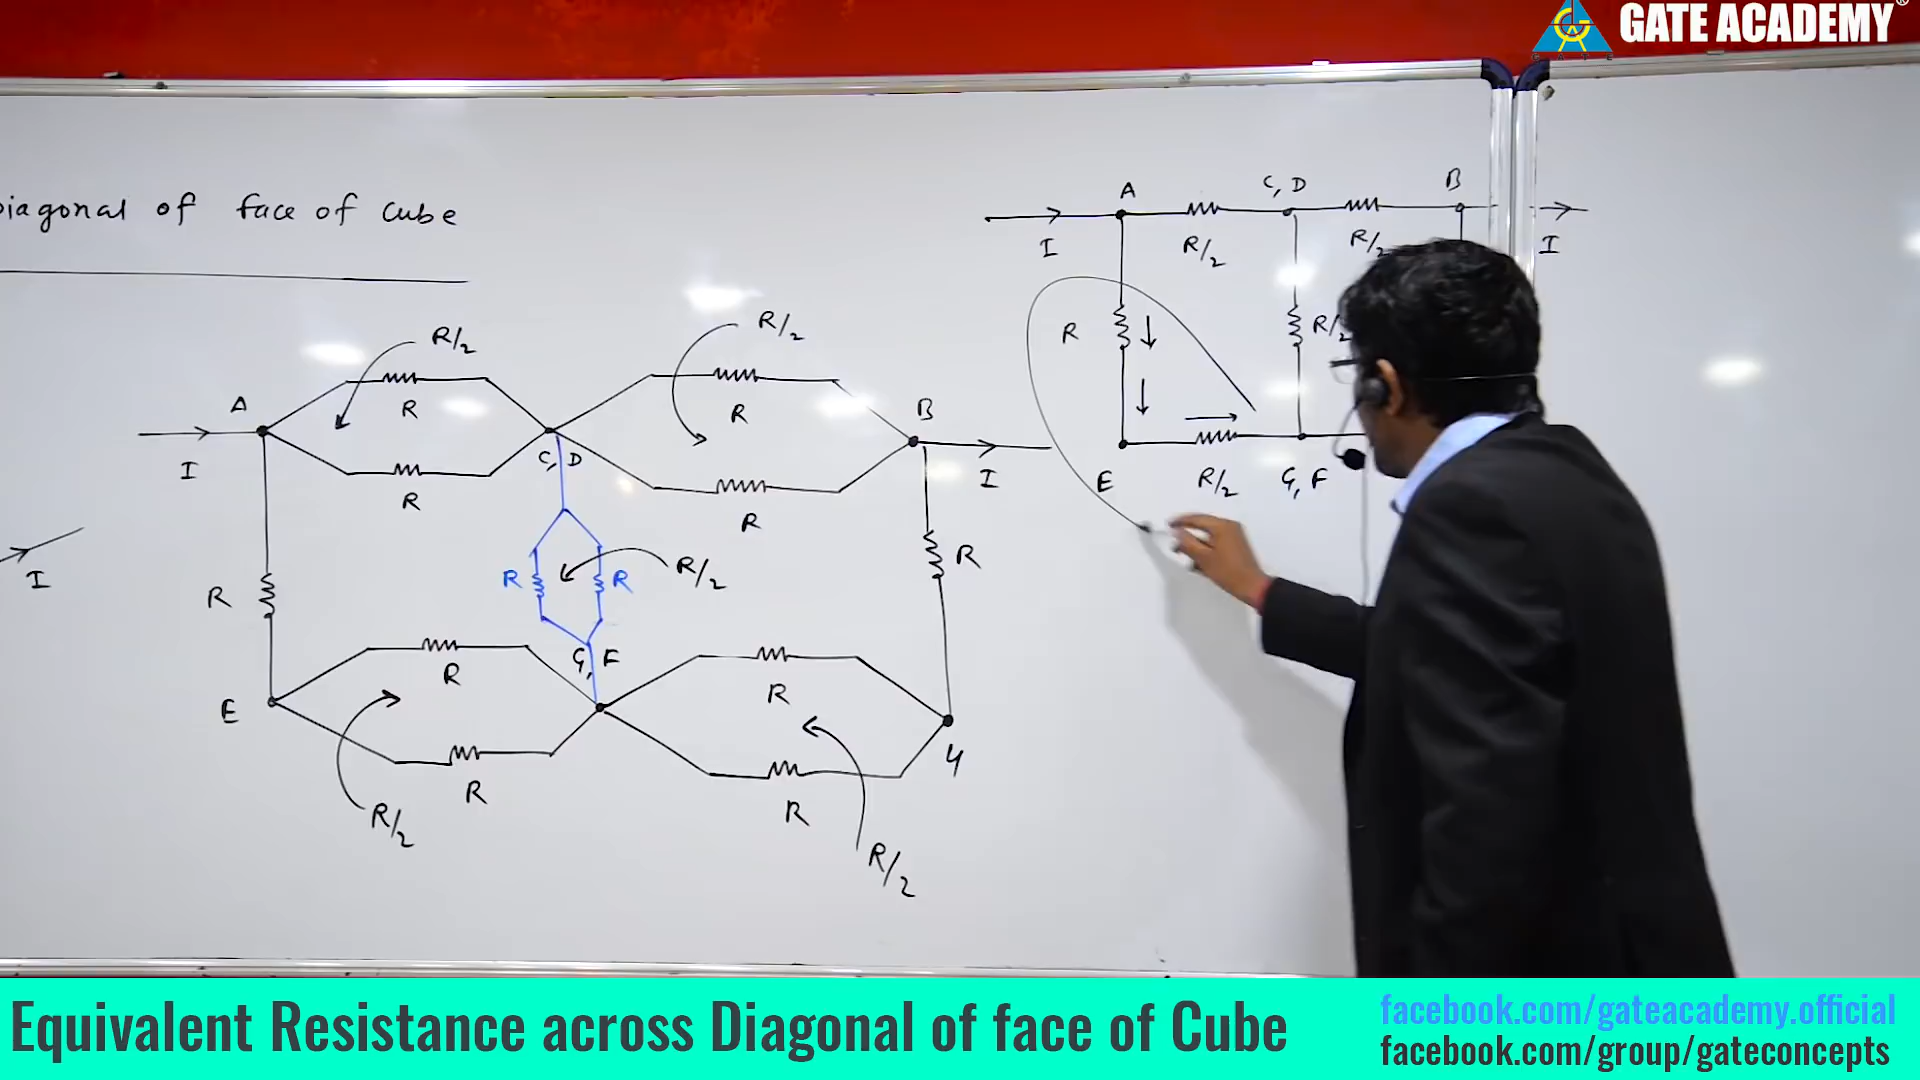 GATE ACADEMY®
GATE
iagonal of face of cube
I
A
I
R/2
R
R
C, D
R/2
R
R
B
I
R
R
R
R/2
R
G, F
E
R
R
R/2
R
R
R/2
4
A
I
R/2
C, D
R/2
B
I
R
R/2
E
R/2
G, F
Equivalent Resistance across Diagonal of face of Cube
facebook.com/gateacademy.official
facebook.com/group/gateconcepts